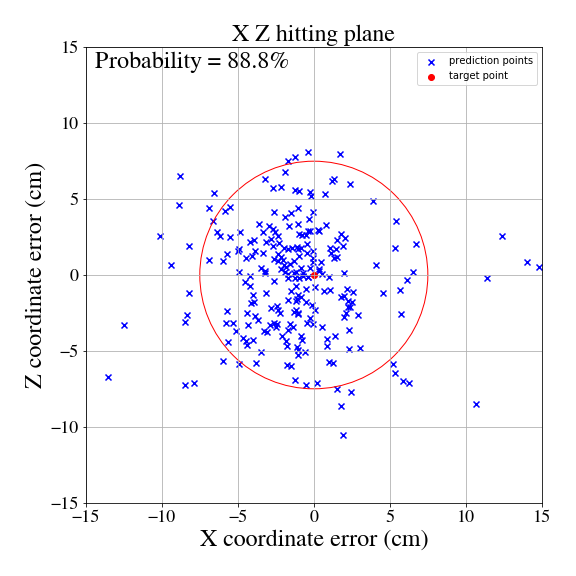 X Z hitting plane
Probability = 88.8%
prediction points
target point
Z coordinate error (cm)
15
10
5
0
−5
−10
−15
−15
−10
−5
0
5
10
15
X coordinate error (cm)